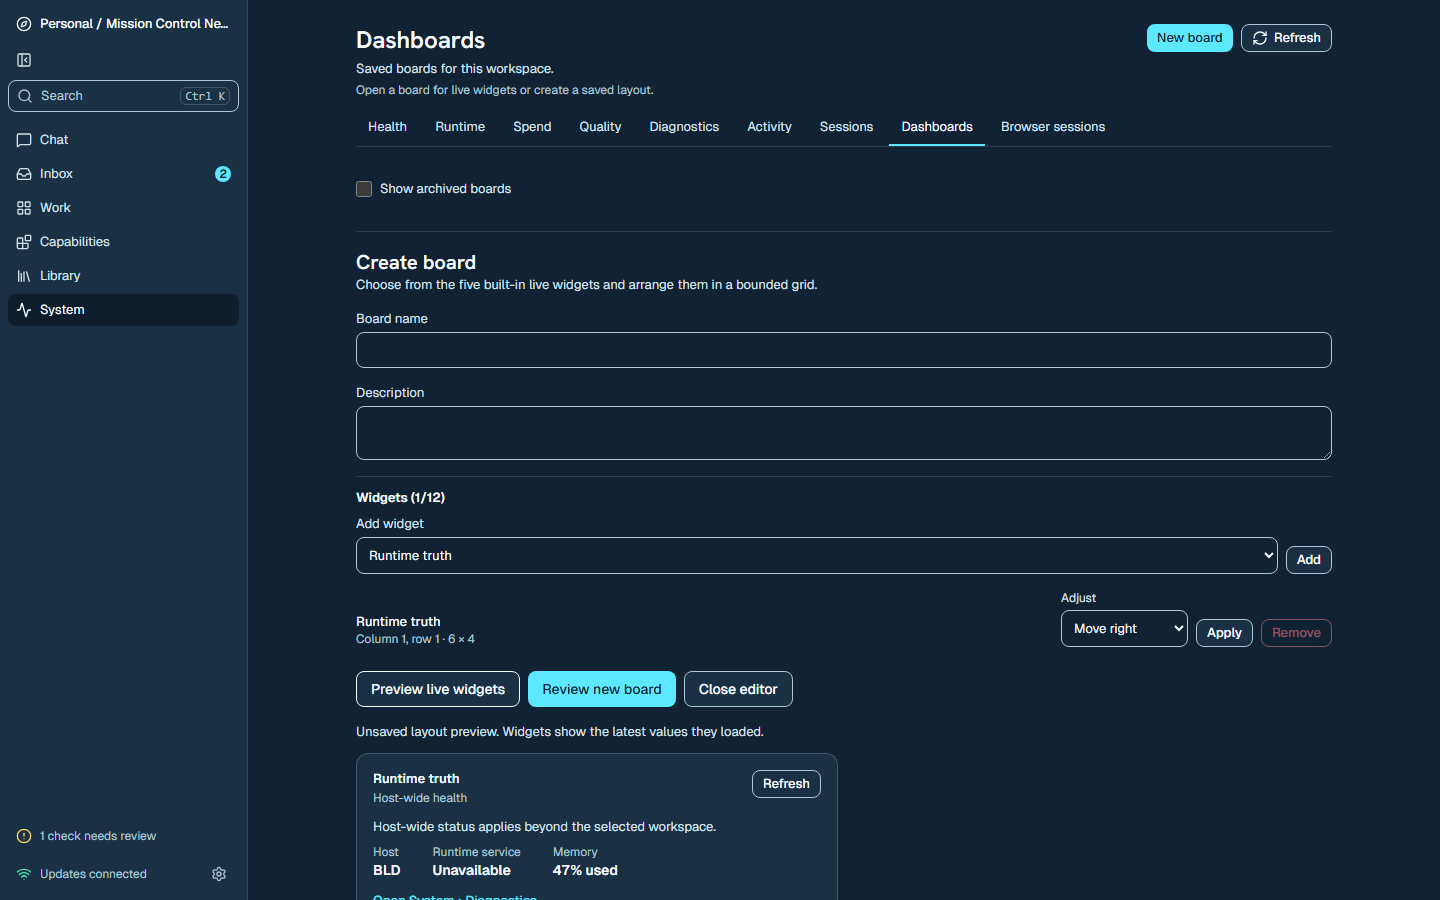 Personal / Mission Control Ne...
Search
Ctrl K
Chat
Inbox
2
Work
Capabilities
Library
System
1 check needs review
Updates connected
Dashboards
New board
Refresh
Saved boards for this workspace.
Open a board for live widgets or create a saved layout.
Health
Runtime
Spend
Quality
Diagnostics
Activity
Sessions
Dashboards
Browser sessions
Show archived boards
Create board
Choose from the five built-in live widgets and arrange them in a bounded grid.
Board name
Description
Widgets (1/12)
Add widget
Runtime truth
Add
Adjust
Runtime truth
Column 1, row 1 · 6 × 4
Move right
Apply
Remove
Preview live widgets
Review new board
Close editor
Unsaved layout preview. Widgets show the latest values they loaded.
Runtime truth
Refresh
Host-wide health
Host-wide status applies beyond the selected workspace.
Host
Runtime service
Memory
BLD
Unavailable
47% used
Open System › Diagnostics